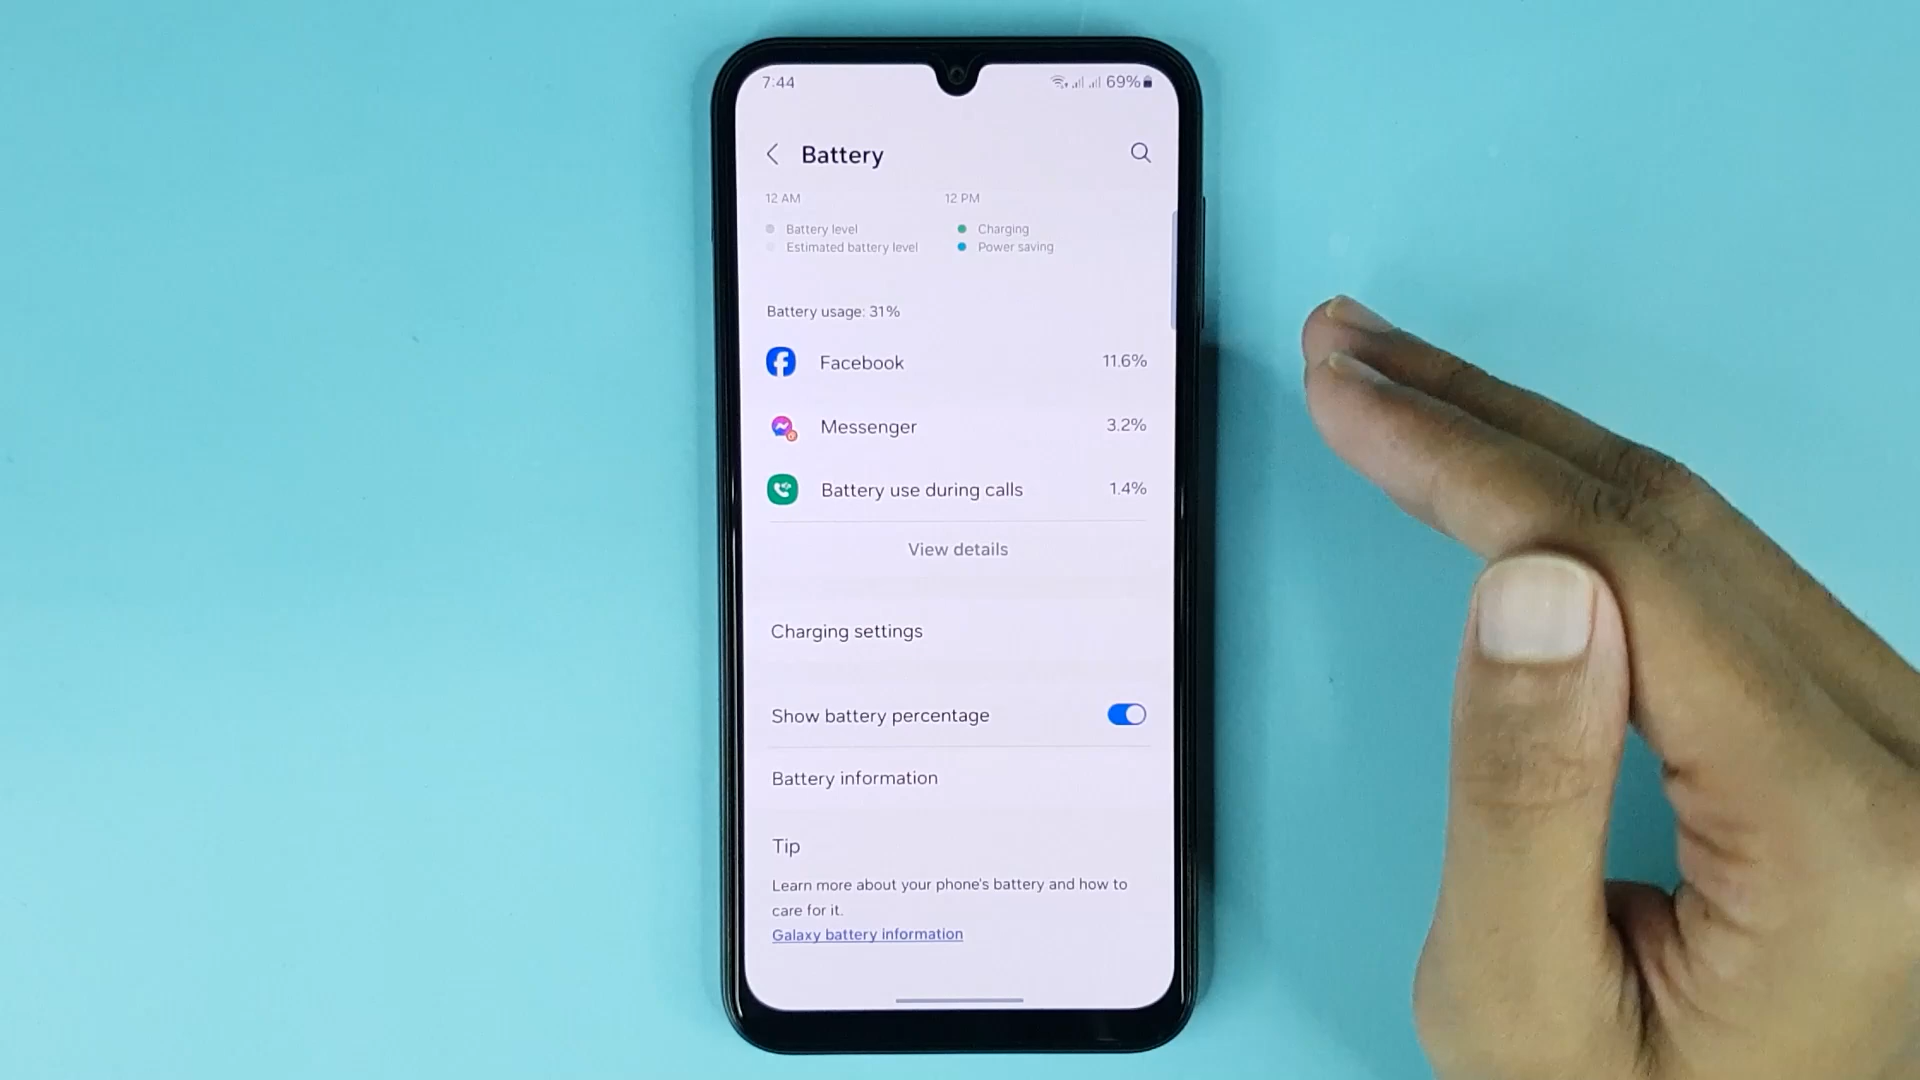 7:44
69%
Battery
12 AM
12 PM
Battery level
Charging
Estimated battery level
Power saving
Battery usage: 31%
Facebook
11.6%
Messenger
3.2%
Battery use during calls
1.4%
View details
Charging settings
Show battery percentage
Battery information
Tip
Learn more about your phone's battery and how to
care for it.
Galaxy battery information